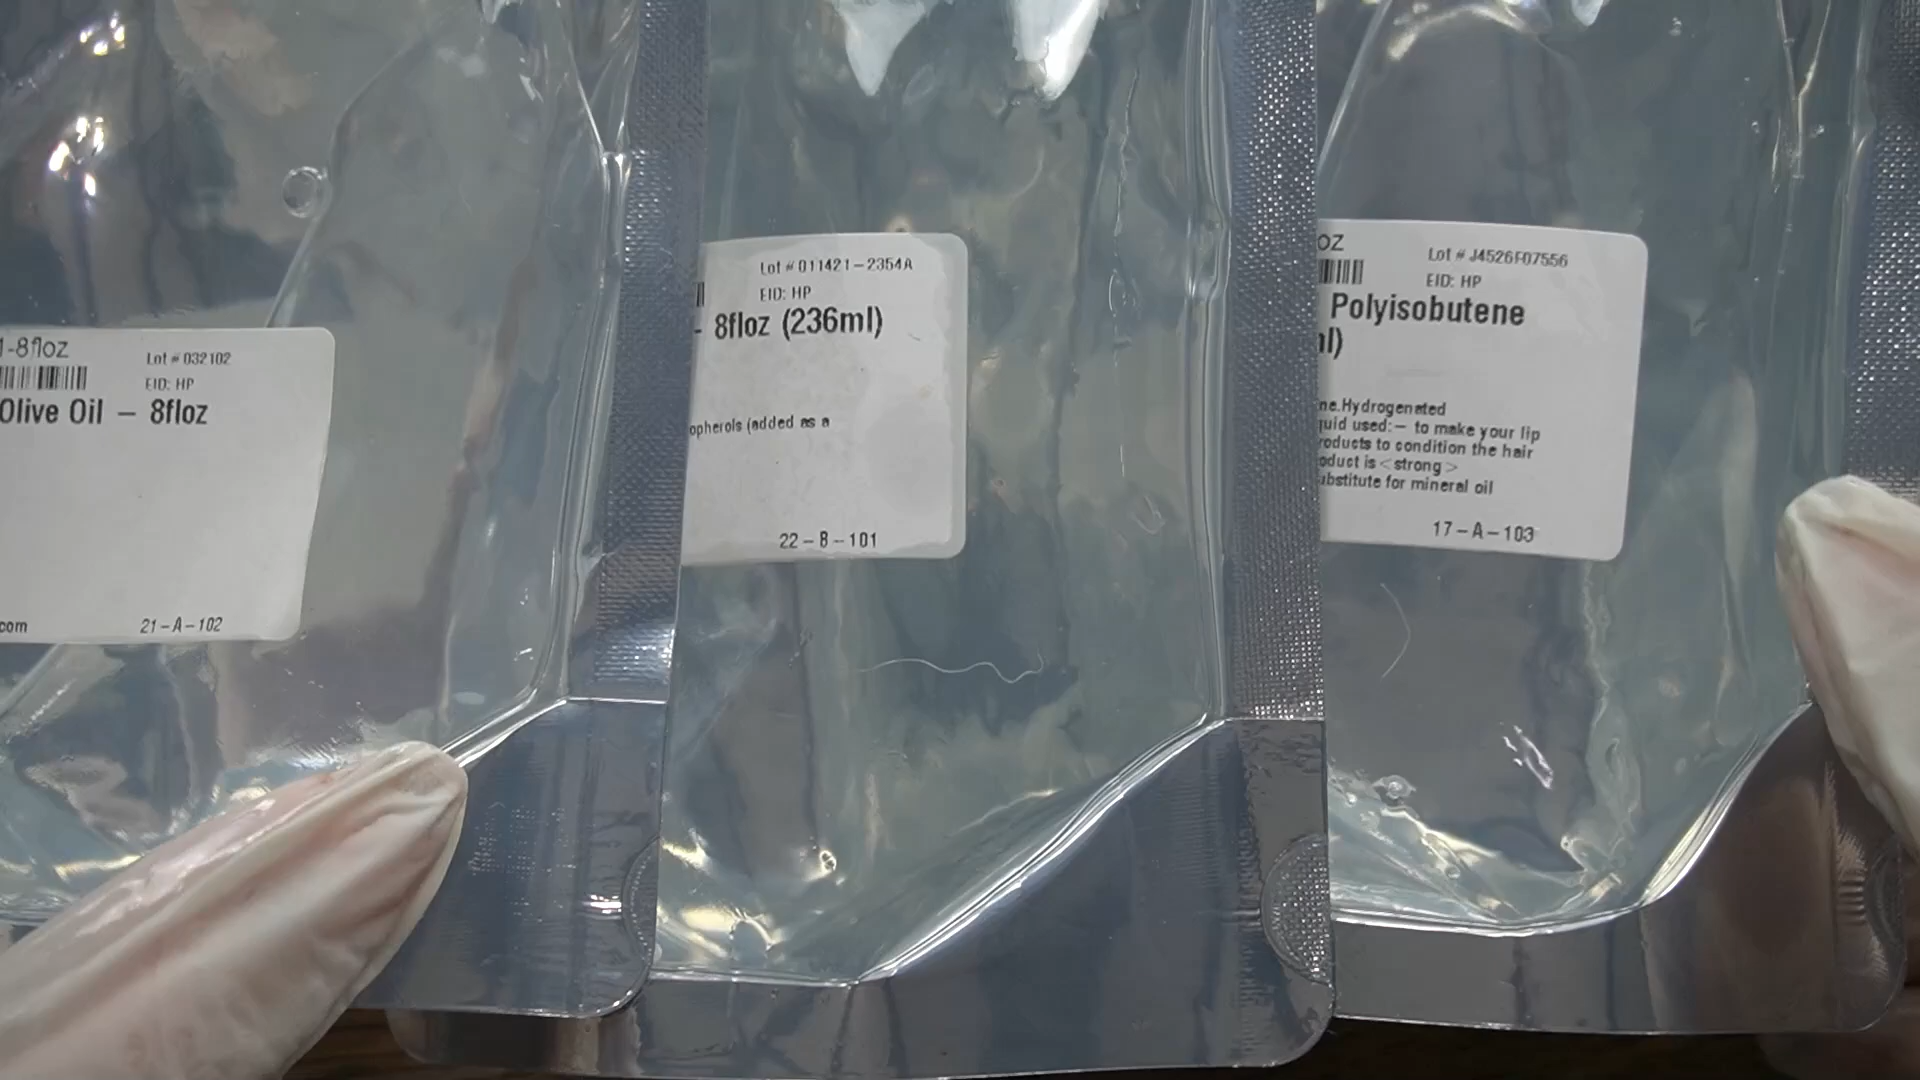 1-8floz
Lot # 032102
EID: HP
Olive Oil – 8floz
com
21-A-102
Lot # 011421-2354A
EID: HP
- 8floz (236ml)
opherols (added as a
22-B-101
oz
Lot # J4526F07556
EID: HP
Polyisobutene
ml)
ne.Hydrogenated
quid used:– to make your lip
roducts to condition the hair
oduct is <strong>
ubstitute for mineral oil
17-A-103